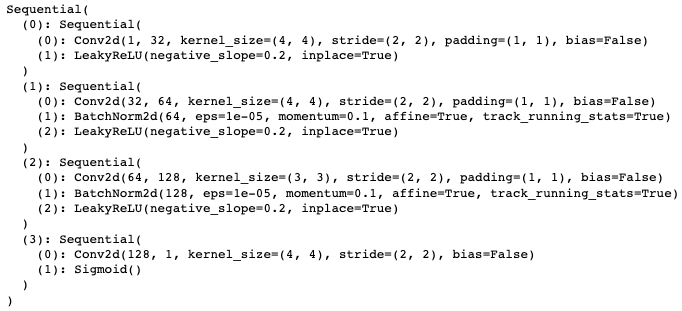 Sequential(
  (0): Sequential(
    (0): Conv2d(1, 32, kernel_size=(4, 4), stride=(2, 2), padding=(1, 1), bias=False)
    (1): LeakyReLU(negative_slope=0.2, inplace=True)
  )
  (1): Sequential(
    (0): Conv2d(32, 64, kernel_size=(4, 4), stride=(2, 2), padding=(1, 1), bias=False)
    (1): BatchNorm2d(64, eps=1e-05, momentum=0.1, affine=True, track_running_stats=True)
    (2): LeakyReLU(negative_slope=0.2, inplace=True)
  )
  (2): Sequential(
    (0): Conv2d(64, 128, kernel_size=(3, 3), stride=(2, 2), padding=(1, 1), bias=False)
    (1): BatchNorm2d(128, eps=1e-05, momentum=0.1, affine=True, track_running_stats=True)
    (2): LeakyReLU(negative_slope=0.2, inplace=True)
  )
  (3): Sequential(
    (0): Conv2d(128, 1, kernel_size=(4, 4), stride=(2, 2), bias=False)
    (1): Sigmoid()
  )
)